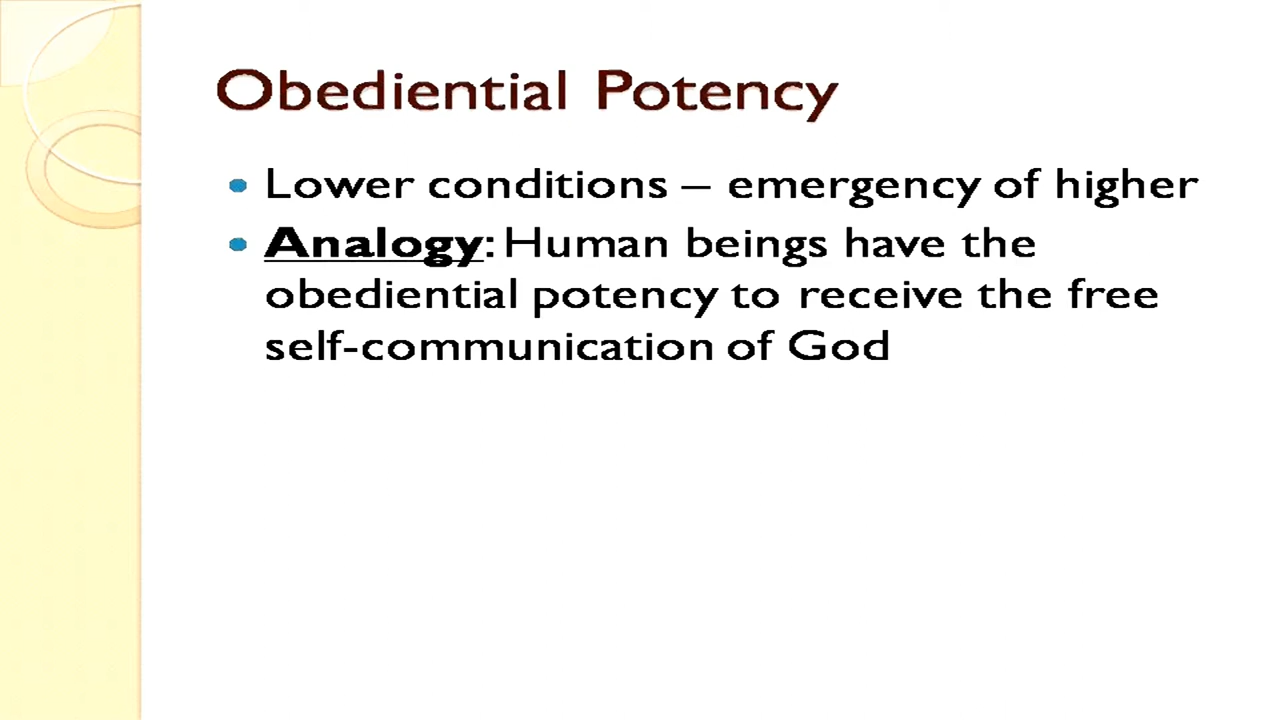 Obediential Potency
• Lower conditions – emergency of higher
• Analogy: Human beings have the
obediential potency to receive the free
self-communication of God